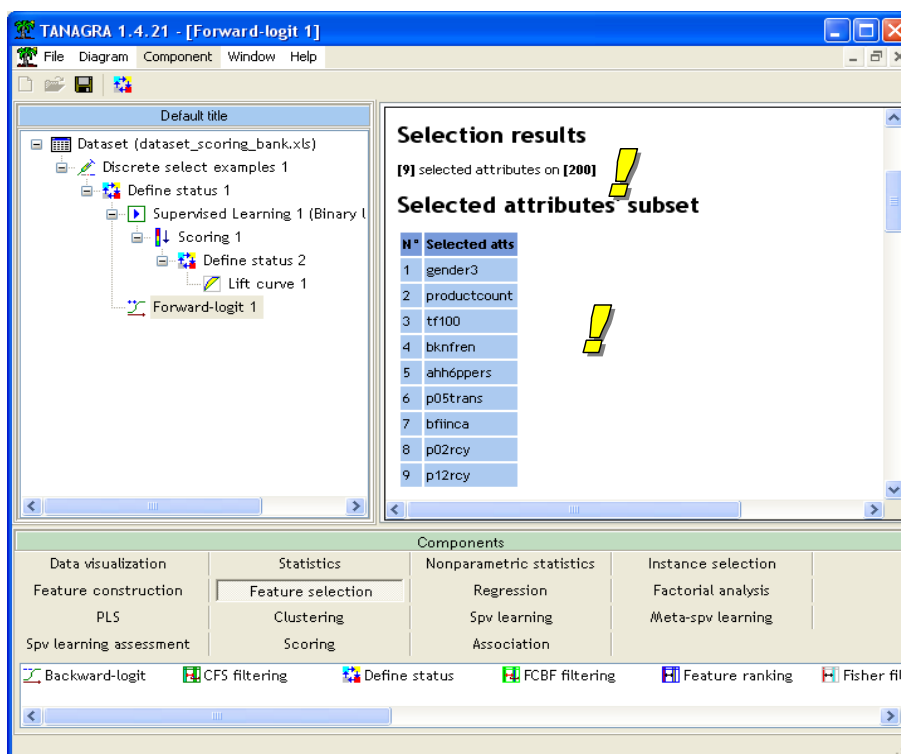 TANAGRA 1.4.21 - [Forward-logit 1]
File Diagram Component Window Help
Default title
Dataset (dataset_scoring_bank.xls)
Discrete select examples 1
Define status 1
Supervised Learning 1 (Binary l
Scoring 1
Define status 2
Lift curve 1
Forward-logit 1
Selection results
[9] selected attributes on [200]
Selected attributes' subset
N° Selected atts
1 gender3
2 productcount
3 tf100
4 bknfren
5 ahh6ppers
6 p05trans
7 bfiinca
8 p02rcy
9 p12rcy
Components
Data visualization Statistics Nonparametric statistics Instance selection
Feature construction Feature selection Regression Factorial analysis
PLS Clustering Spv learning Meta-spv learning
Spv learning assessment Scoring Association
Backward-logit CFS filtering Define status FCBF filtering Feature ranking Fisher fil